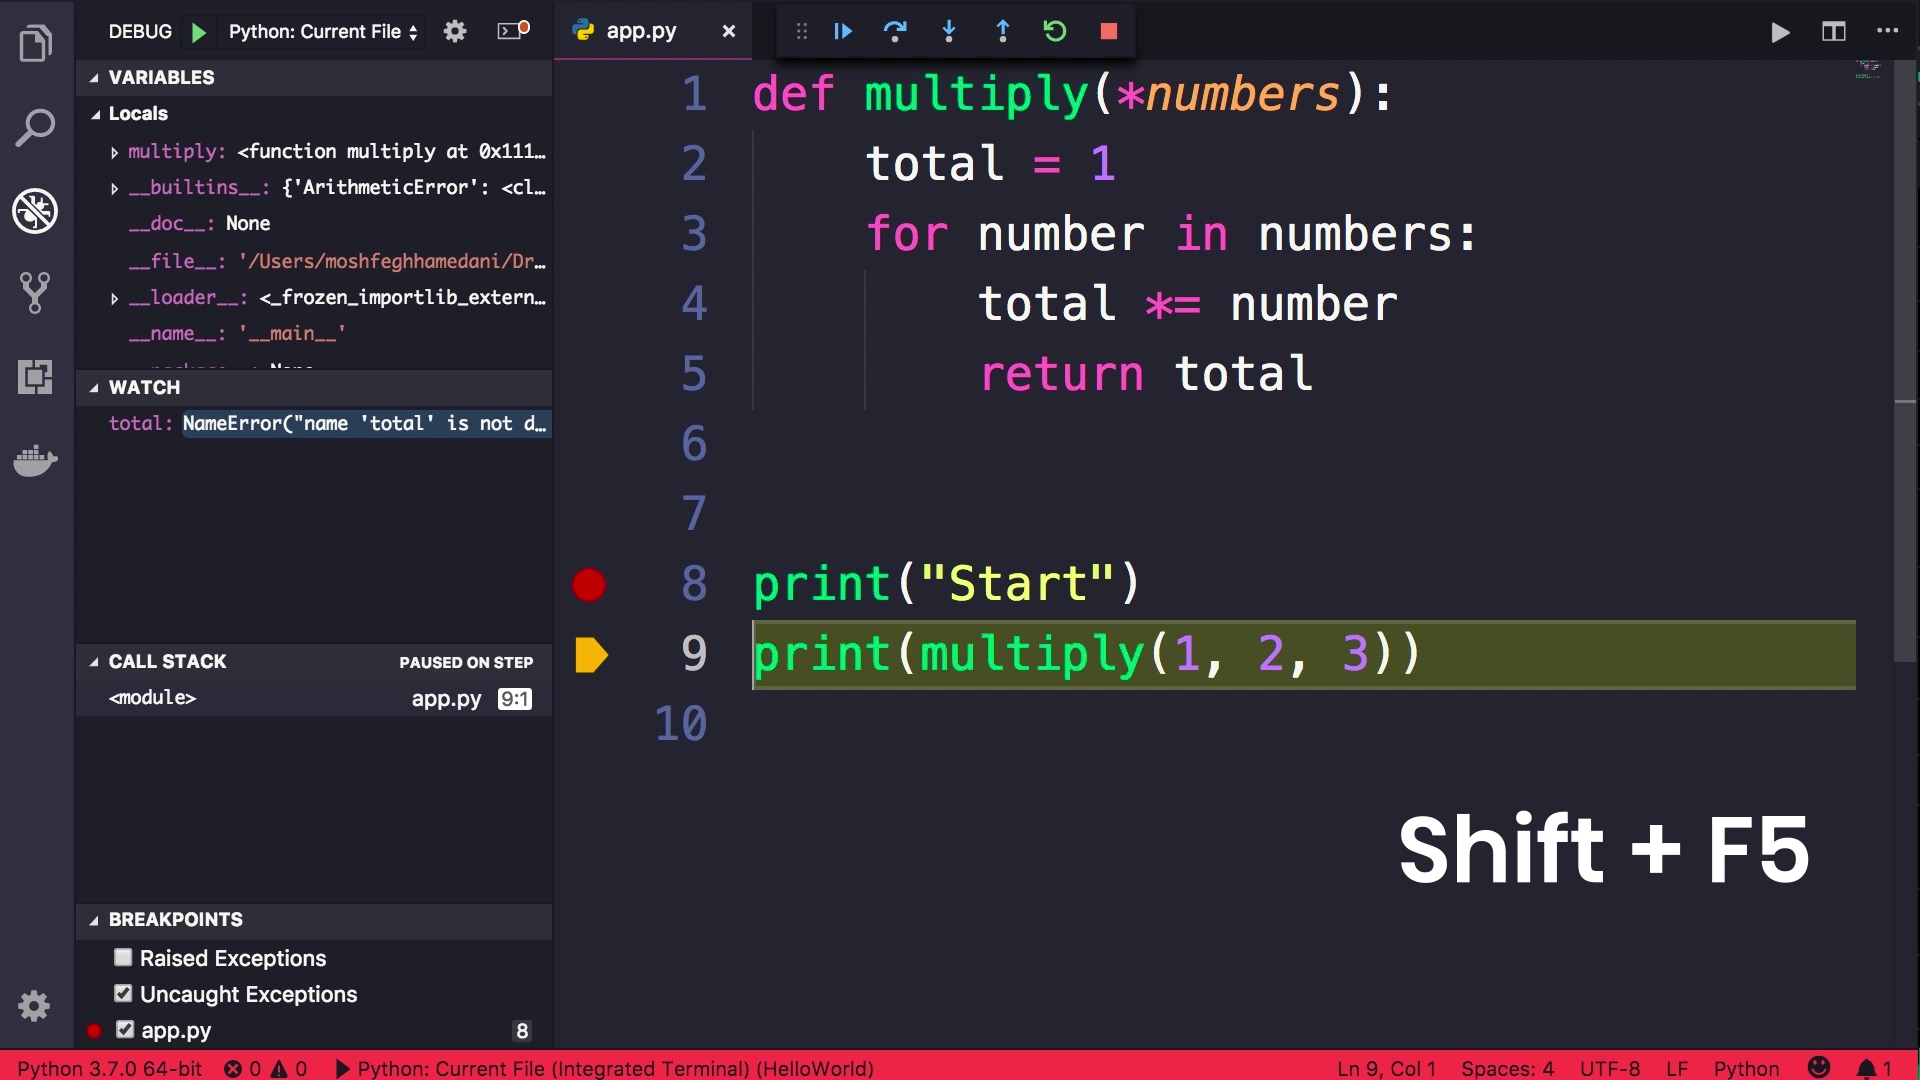 DEBUG Python: Current File
VARIABLES
Locals
multiply: <function multiply at 0x111…
__builtins__: {'ArithmeticError': <cl…
__doc__: None
__file__: '/Users/moshfeghhamedani/Dr…
__loader__: <_frozen_importlib_extern…
__name__: '__main__'
WATCH
total: NameError("name 'total' is not d…
CALL STACK PAUSED ON STEP
<module> app.py 9:1
BREAKPOINTS
Raised Exceptions
Uncaught Exceptions
app.py 8
app.py
1 def multiply(*numbers):
2 total = 1
3 for number in numbers:
4 total *= number
5 return total
6
7
8 print("Start")
9 print(multiply(1, 2, 3))
10
Shift + F5
Python 3.7.0 64-bit 0 0 Python: Current File (Integrated Terminal) (HelloWorld) Ln 9, Col 1 Spaces: 4 UTF-8 LF Python 1